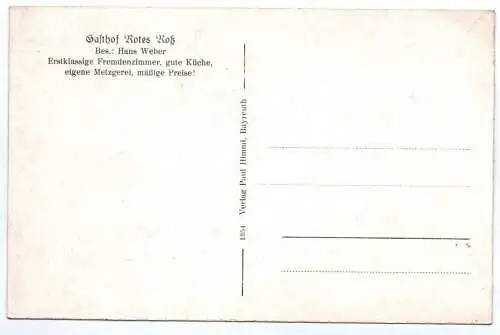 Gasthof Rotes Roß
Bes.: Hans Weber
Erstklassige Fremdenzimmer, gute Küche,
eigene Metzgerei, mäßige Preise!
1354 Verlag Paul Himml, Bayreuth